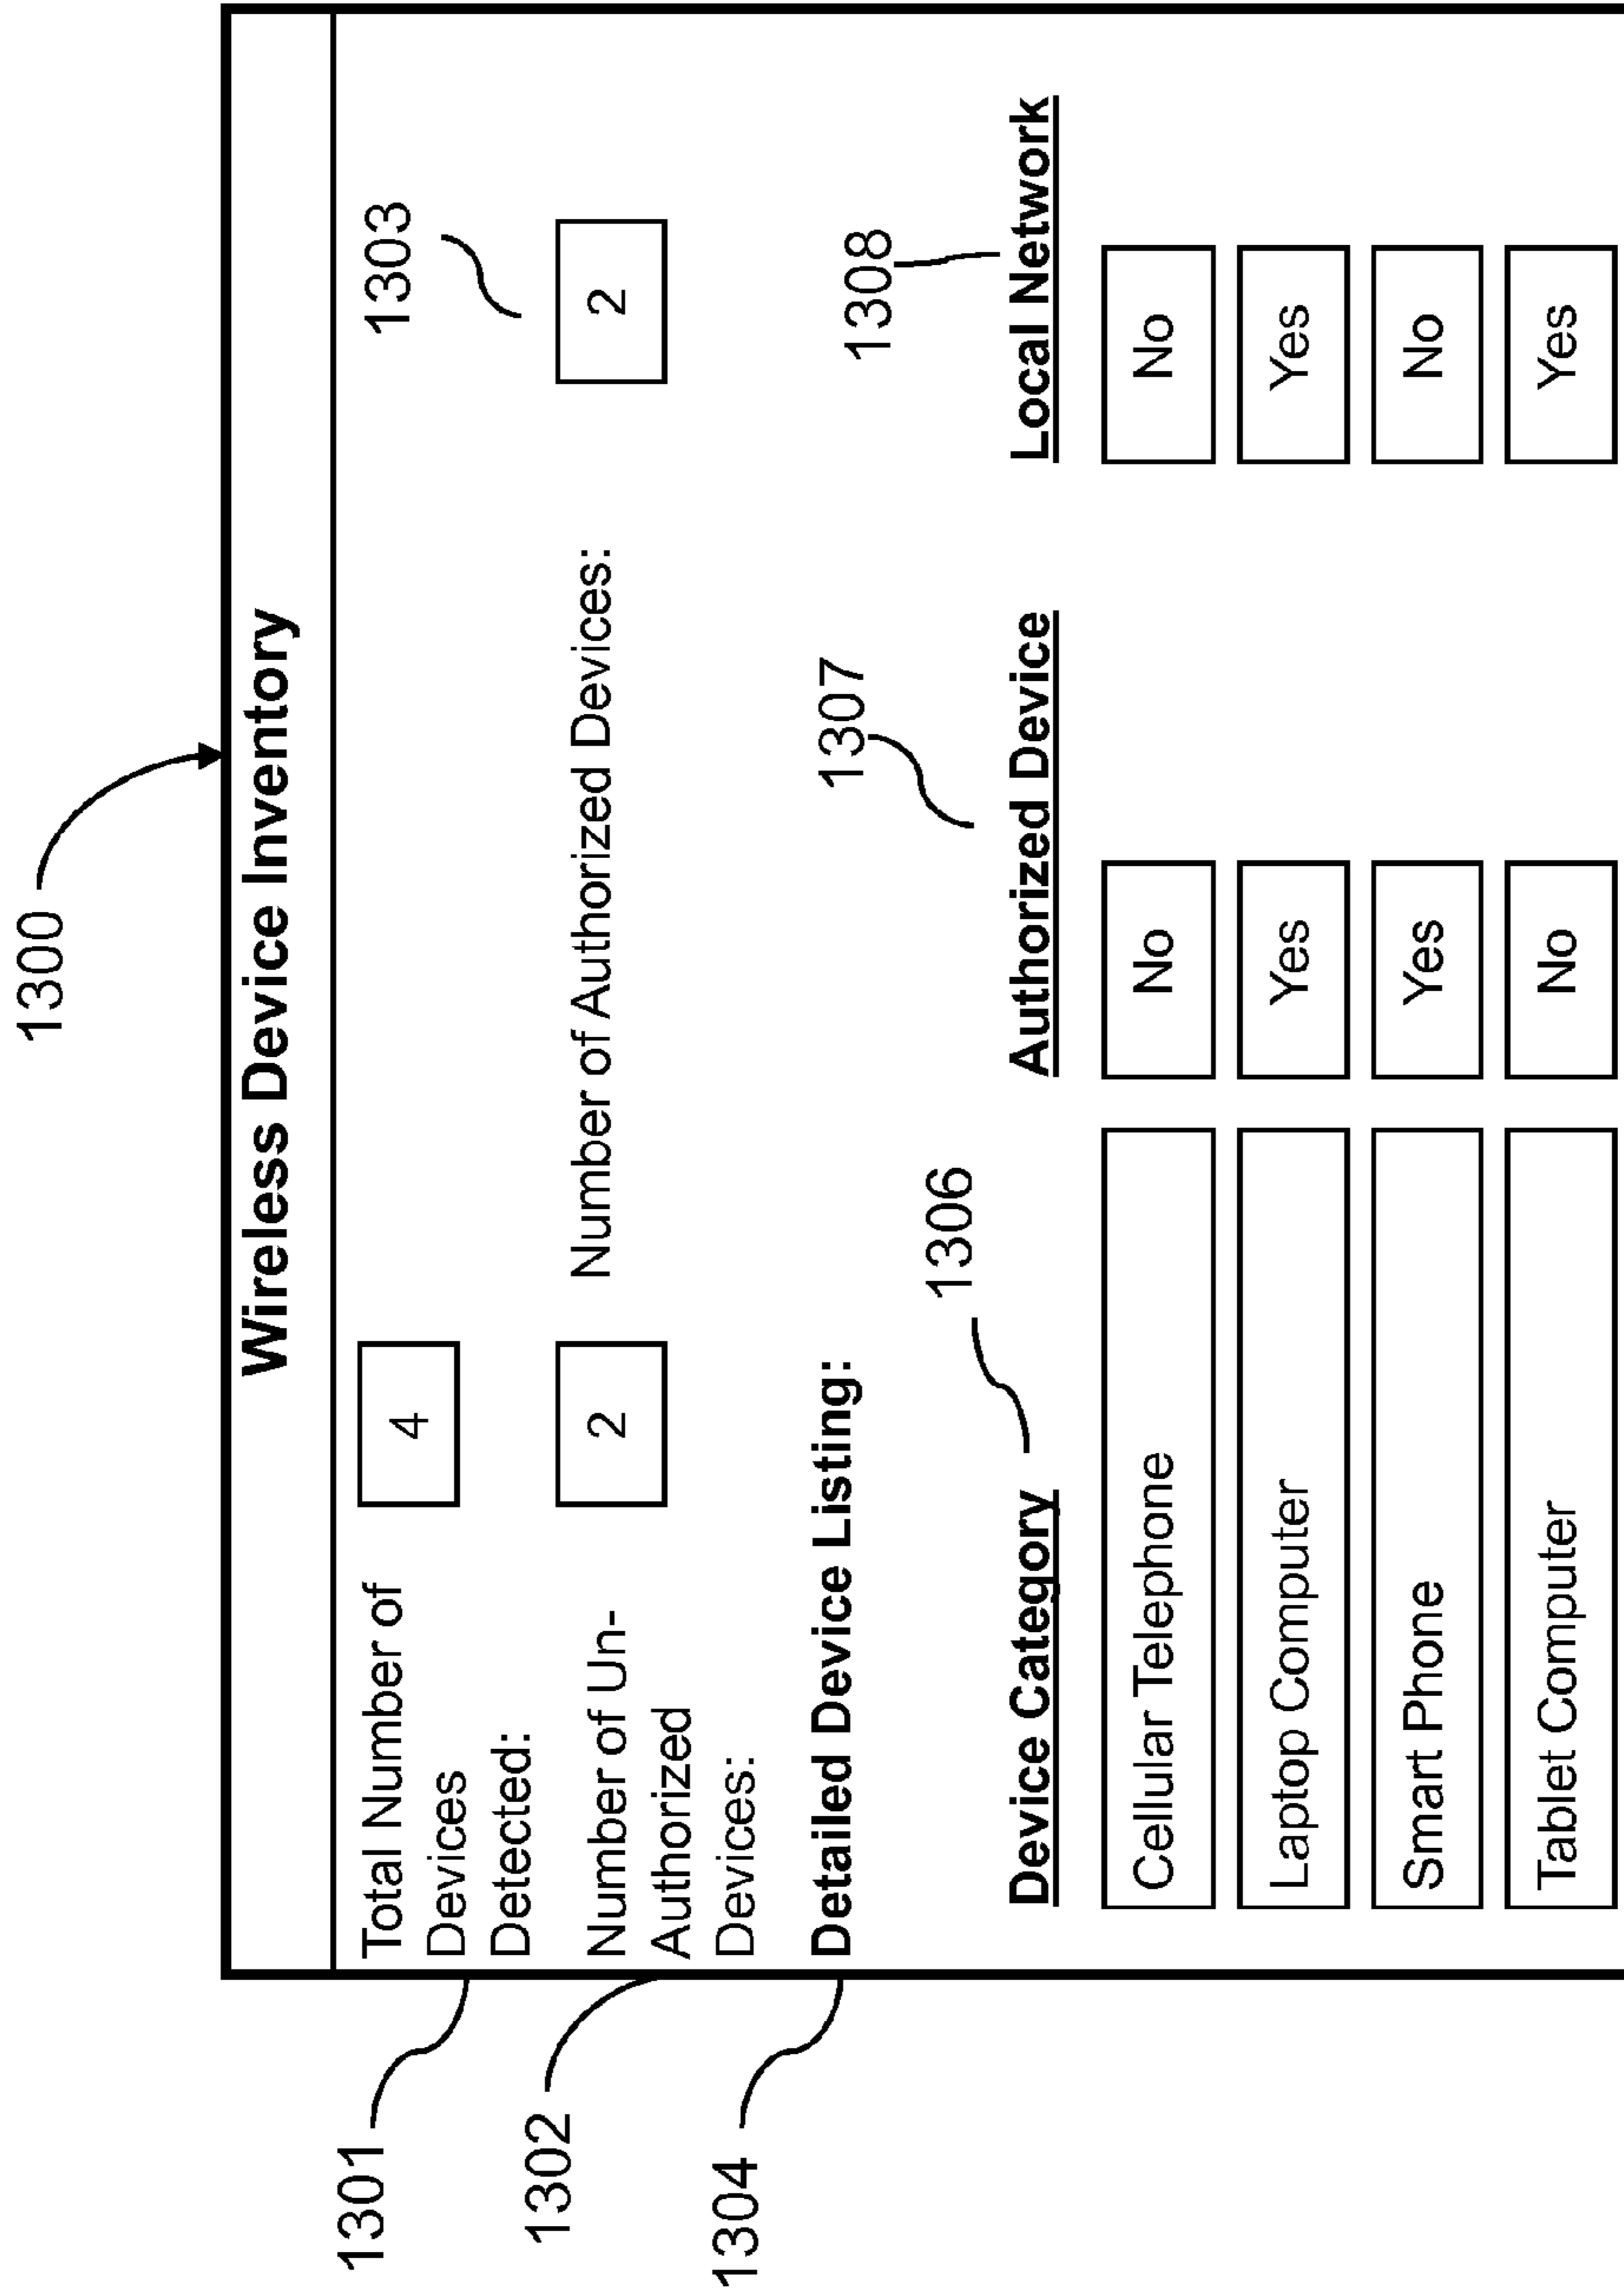 1300
Wireless Device Inventory
1301
Total Number of
Devices
Detected:
4
1303
1302
Number of Un-
Authorized
Devices:
2
Number of Authorized Devices:
2
1304
Detailed Device Listing:
1306
1307
1308
Device Category
Authorized Device
Local Network
Cellular Telephone
No
No
Laptop Computer
Yes
Yes
Smart Phone
Yes
No
Tablet Computer
No
Yes